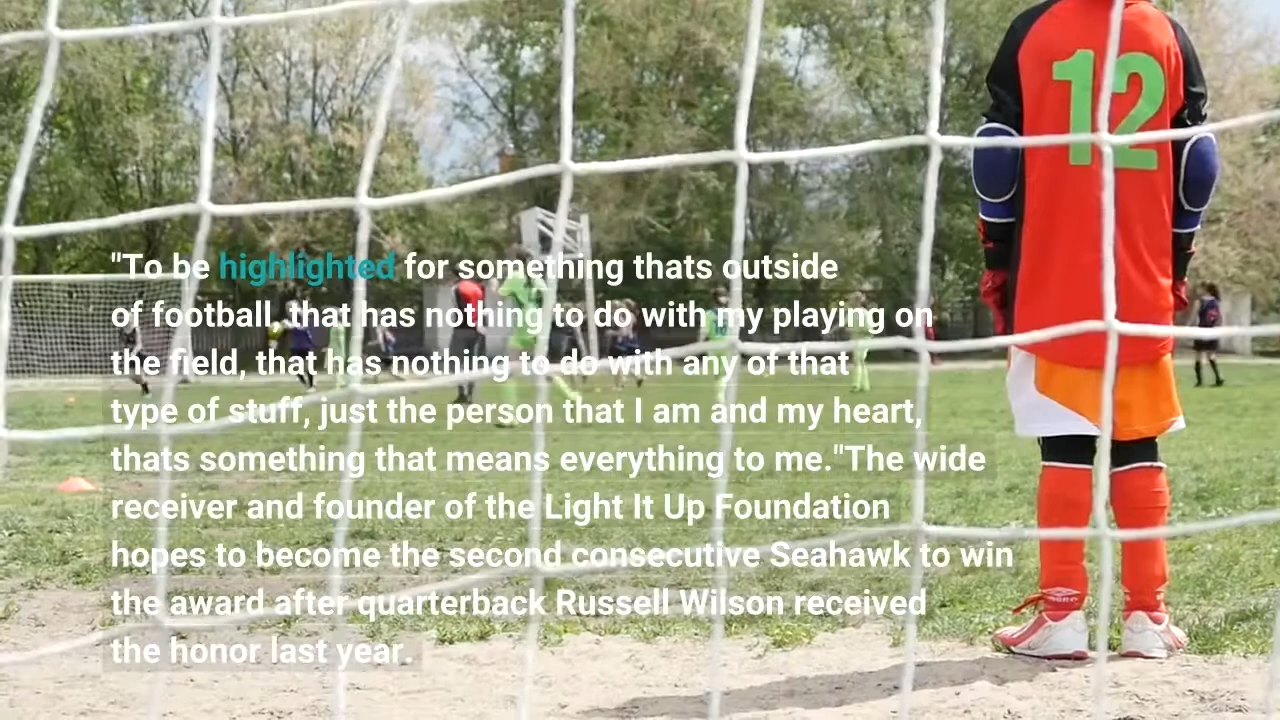 12
"To be highlighted for something thats outside
of football, that has nothing to do with my playing on
the field, that has nothing to do with any of that
type of stuff, just the person that I am and my heart,
thats something that means everything to me."The wide
receiver and founder of the Light It Up Foundation
hopes to become the second consecutive Seahawk to win
the award after quarterback Russell Wilson received
the honor last year.